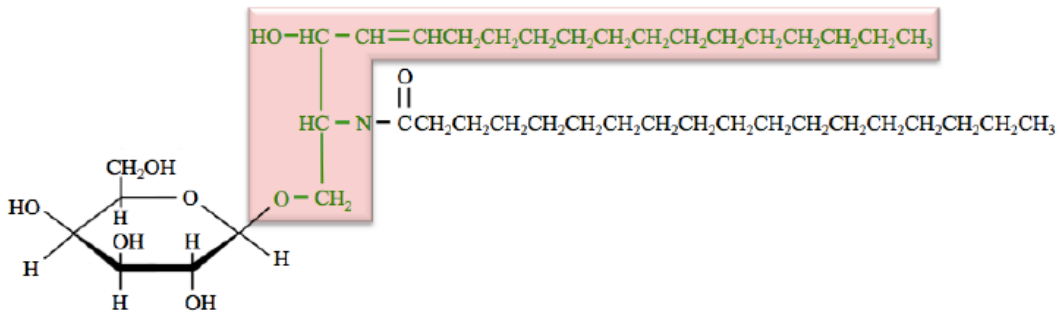 HO–HC–CH=CHCH₂CH₂CH₂CH₂CH₂CH₂CH₂CH₂CH₂CH₂CH₂CH₂CH₃
O
HC–N–CCH₂CH₂CH₂CH₂CH₂CH₂CH₂CH₂CH₂CH₂CH₂CH₂CH₂CH₂CH₂CH₂CH₃
CH₂OH
HO O O–CH₂
H
OH H
H H
H OH